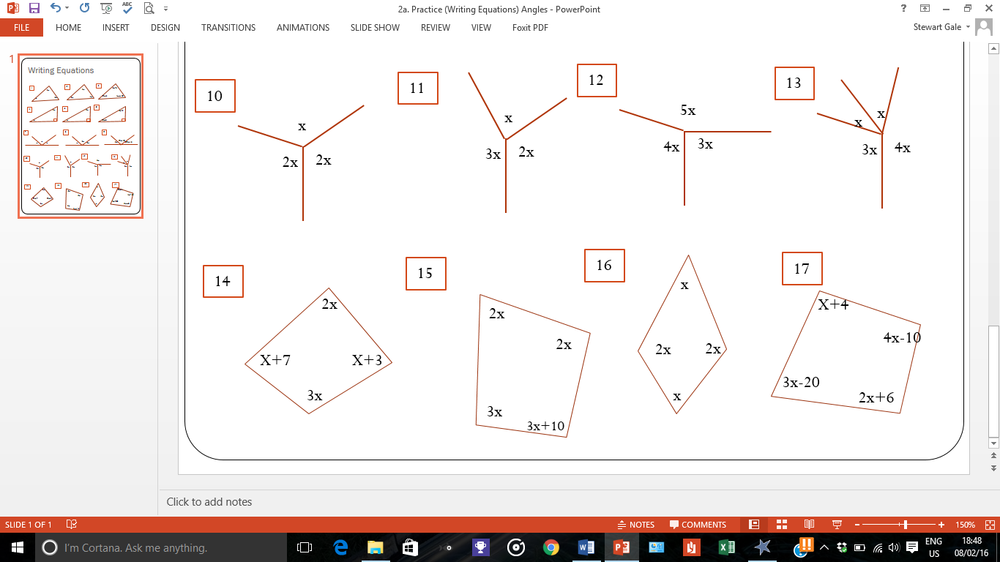 2a. Practice (Writing Equations) Angles - PowerPoint
FILE HOME INSERT DESIGN TRANSITIONS ANIMATIONS SLIDE SHOW REVIEW VIEW Foxit PDF
Stewart Gale
1
Writing Equations
10
x
2x 2x
11
x
3x 2x
12
5x
4x 3x
13
x x
3x 4x
14
2x
X+7 X+3
3x
15
2x
2x
3x
3x+10
16
x
2x 2x
x
17
X+4
4x-10
3x-20
2x+6
Click to add notes
SLIDE 1 OF 1 NOTES COMMENTS 150%
I'm Cortana. Ask me anything.
ENG
US
18:48
08/02/16